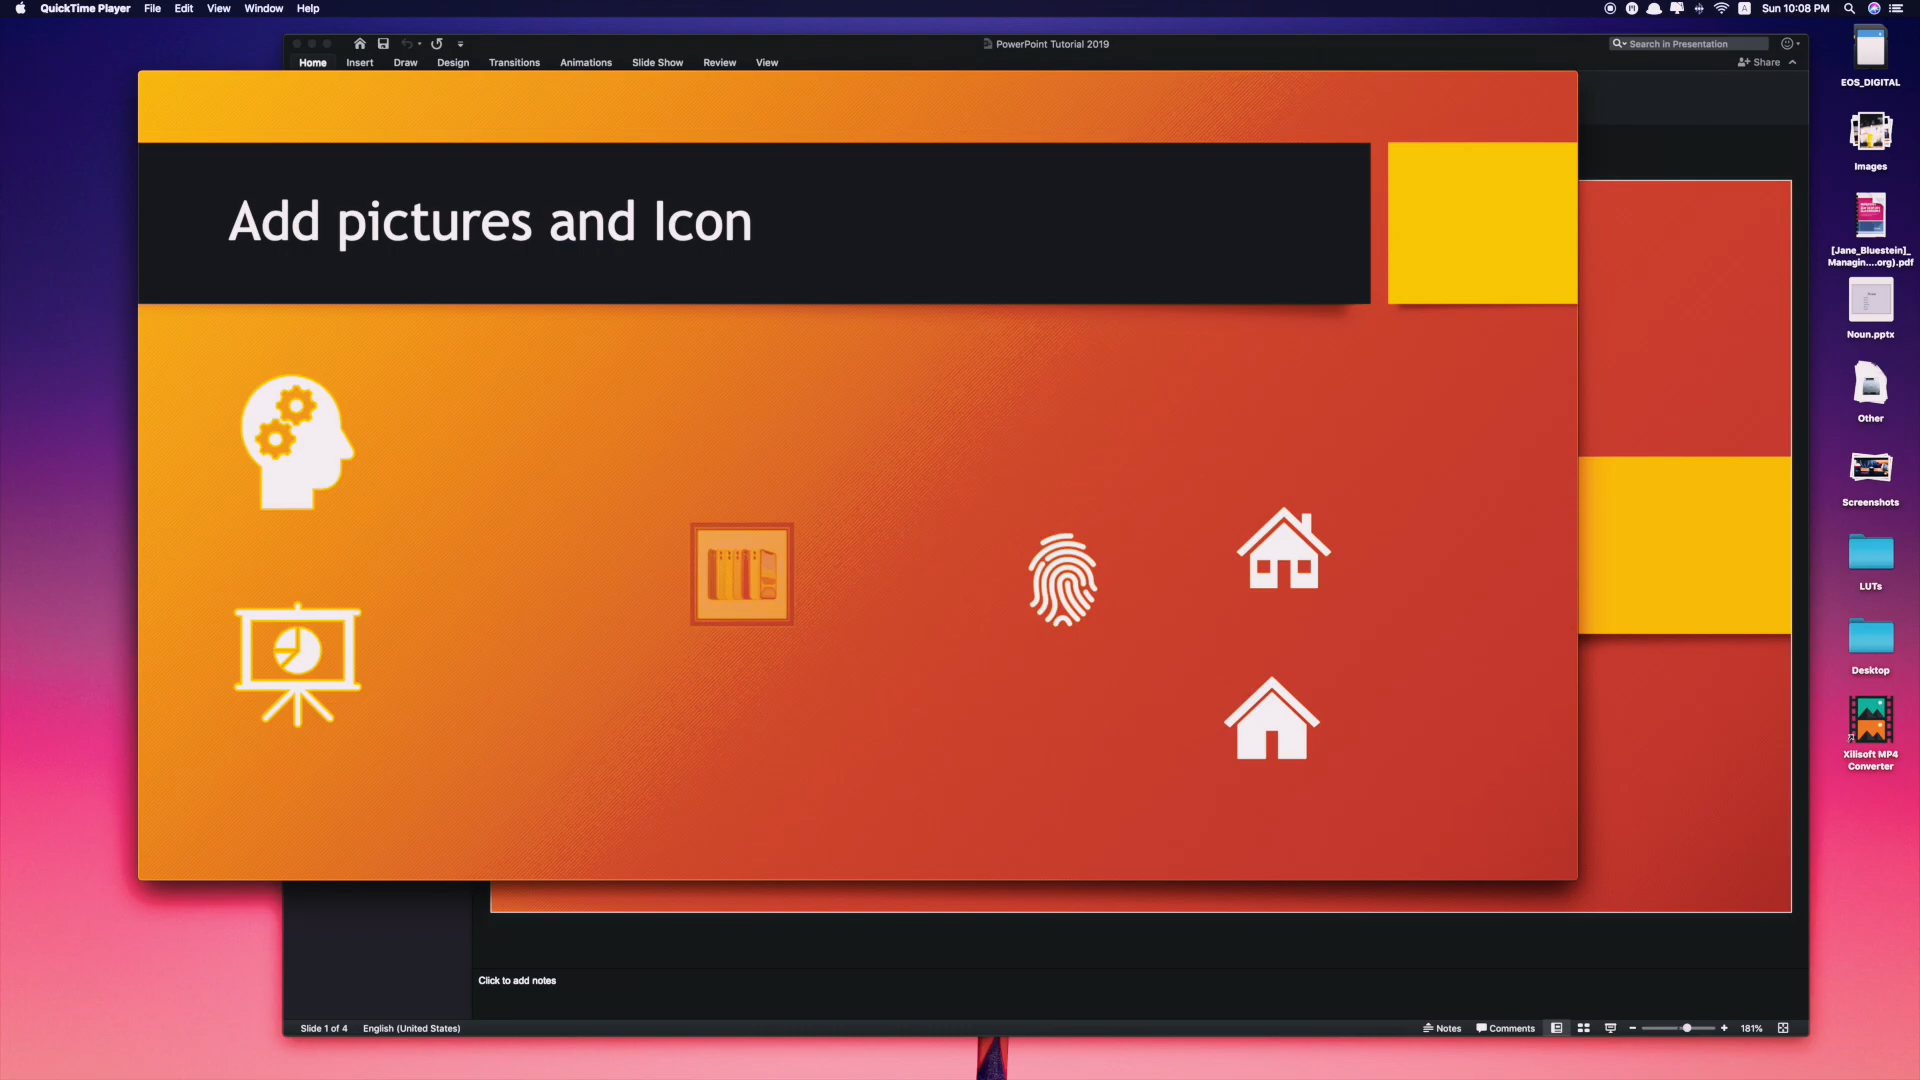 QuickTime Player File Edit View Window Help
A Sun 10:08 PM
PowerPoint Tutorial 2019
Search in Presentation
Home Insert Draw Design Transitions Animations Slide Show Review View
Share
Add pictures and Icon
EOS_DIGITAL
Images
[Jane_Bluestein]_
Managin....org).pdf
Noun.pptx
Other
Screenshots
LUTs
Desktop
Xilisoft MP4
Converter
Click to add notes
Slide 1 of 4 English (United States)
Notes Comments 181%